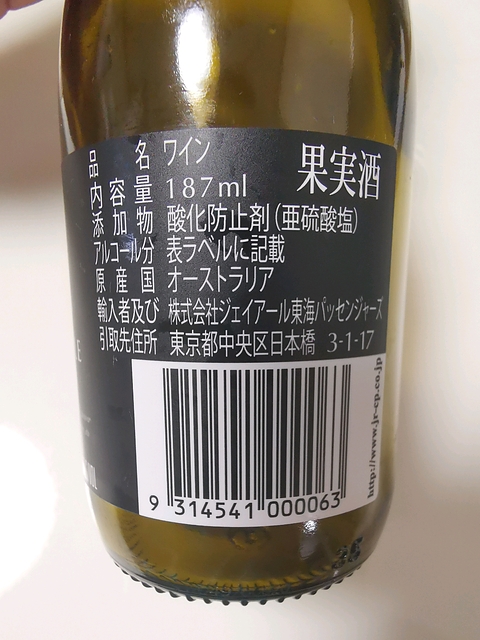 果実酒
品名 ワイン
内容量 187ml
添加物 酸化防止剤(亜硫酸塩)
アルコール分 表ラベルに記載
原産国 オーストラリア
輸入者及び 株式会社ジェイアール東海パッセンジャーズ
引取先住所 東京都中央区日本橋 3-1-17
http://www.jr-cp.co.jp
9 314541 000063